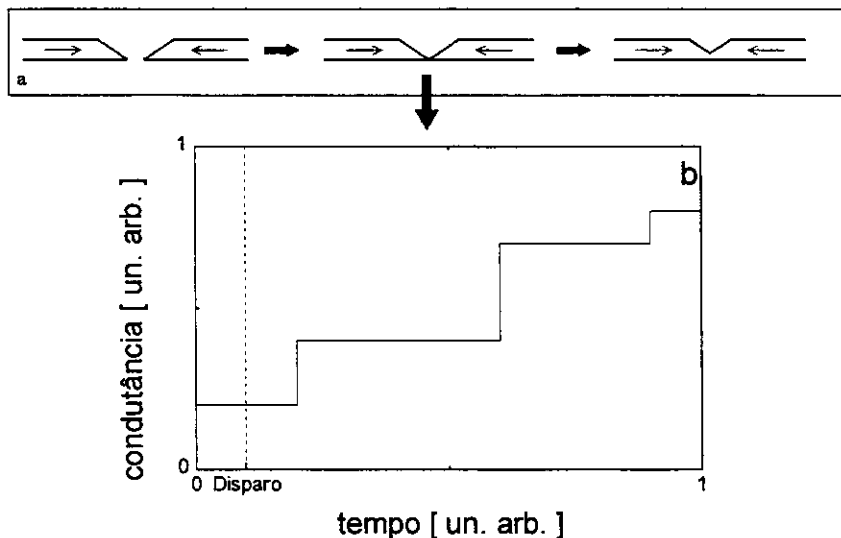 a
1
b
condutância [ un. arb. ]
0
0 Disparo 1
tempo [ un. arb. ]